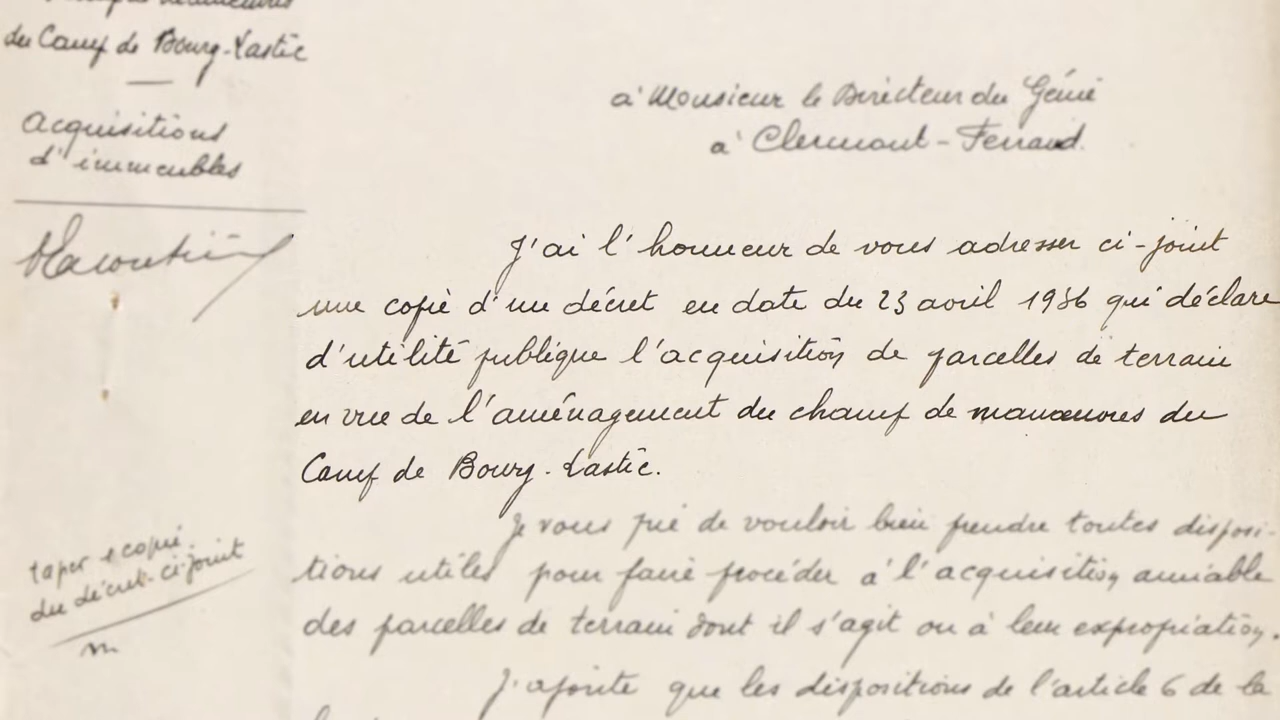 du Camp de Bourg-Lastic
Acquisitions
d'immeubles
à Monsieur le Directeur du Génie
à Clermont-Ferrand.
J'ai l'honneur de vous adresser ci-joint
une copie d'un décret en date du 23 avril 1936 qui déclare
d'utilité publique l'acquisition de parcelles de terrain
en vue de l'aménagement du champ de manœuvres du
Camp de Bourg-Lastic.
Je vous prie de vouloir bien prendre toutes disposi-
tions utiles pour faire procéder à l'acquisition amiable
des parcelles de terrain dont il s'agit ou à leur expropriation.
taper copie
du décret ci-joint
J'ajoute que les dispositions de l'article 6 de la